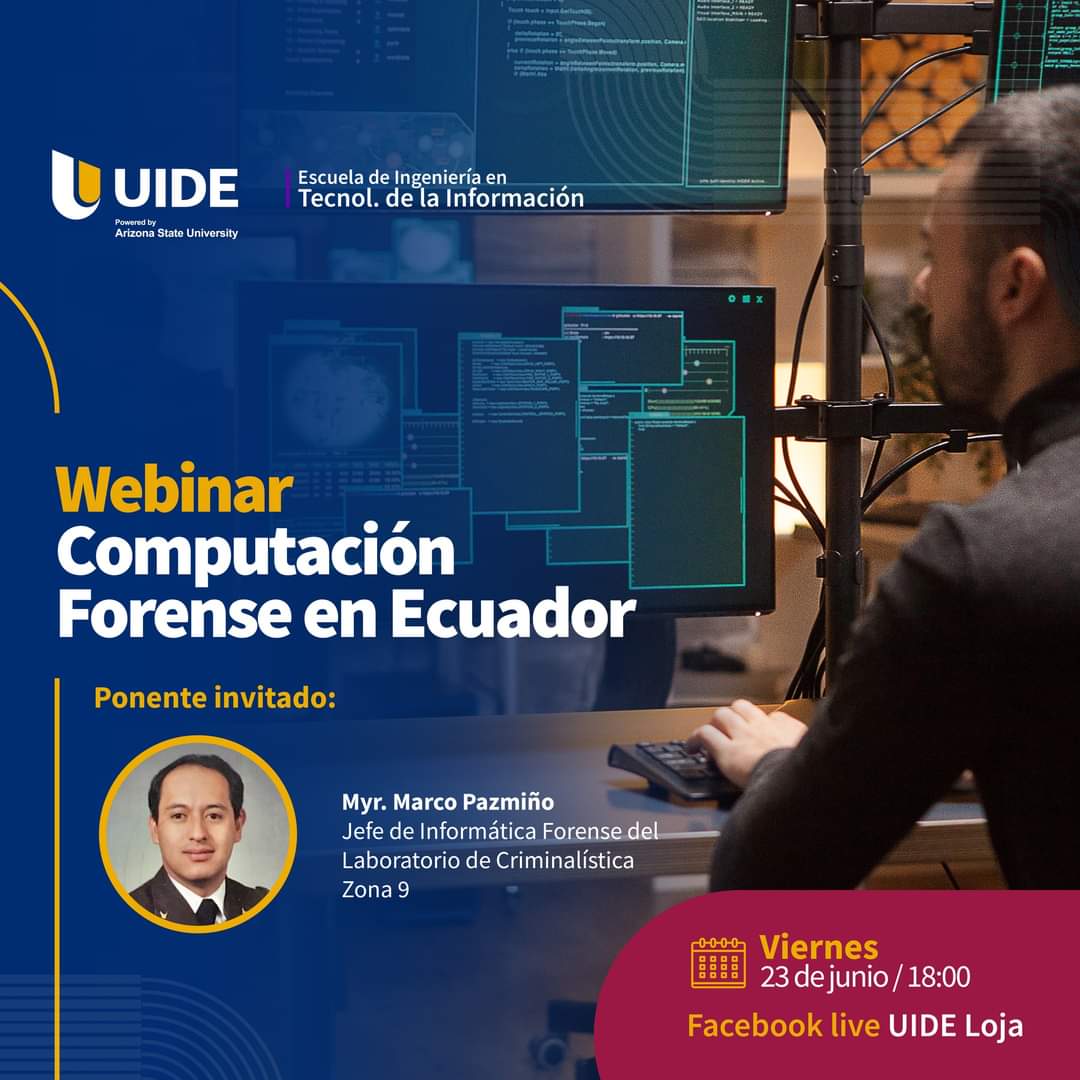 UIDE
Powered by
Arizona State University
Escuela de Ingeniería en
Tecnol. de la Información
Webinar
Computación
Forense en Ecuador
Ponente invitado:
Myr. Marco Pazmiño
Jefe de Informática Forense del
Laboratorio de Criminalística
Zona 9
Viernes
23 de junio / 18:00
Facebook live UIDE Loja